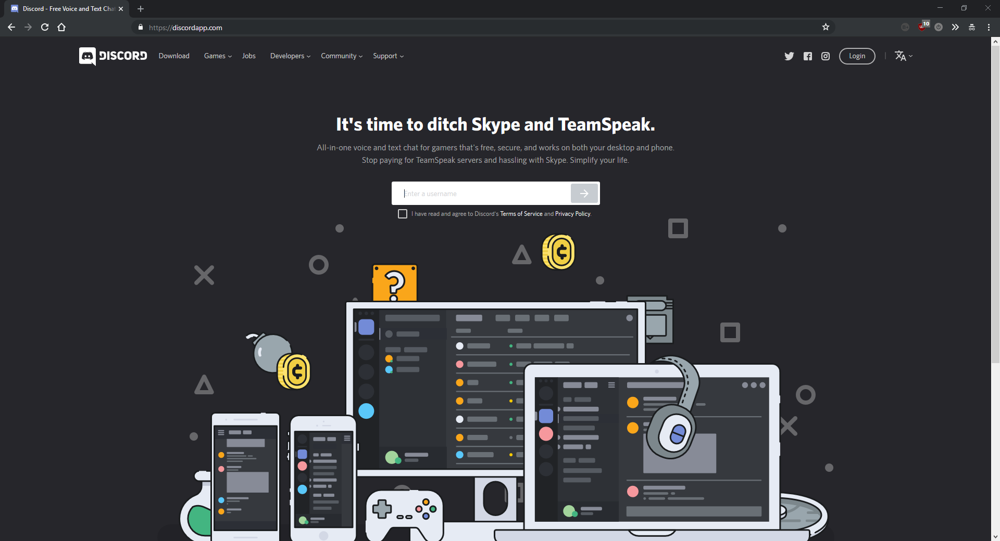 Discord - Free Voice and Text Cha
https://discordapp.com
10
DISCORD
Download
Games
Jobs
Developers
Community
Support
Login
It's time to ditch Skype and TeamSpeak.
All-in-one voice and text chat for gamers that's free, secure, and works on both your desktop and phone.
Stop paying for TeamSpeak servers and hassling with Skype. Simplify your life.
Enter a username
I have read and agree to Discord's Terms of Service and Privacy Policy.
?
¢
¢